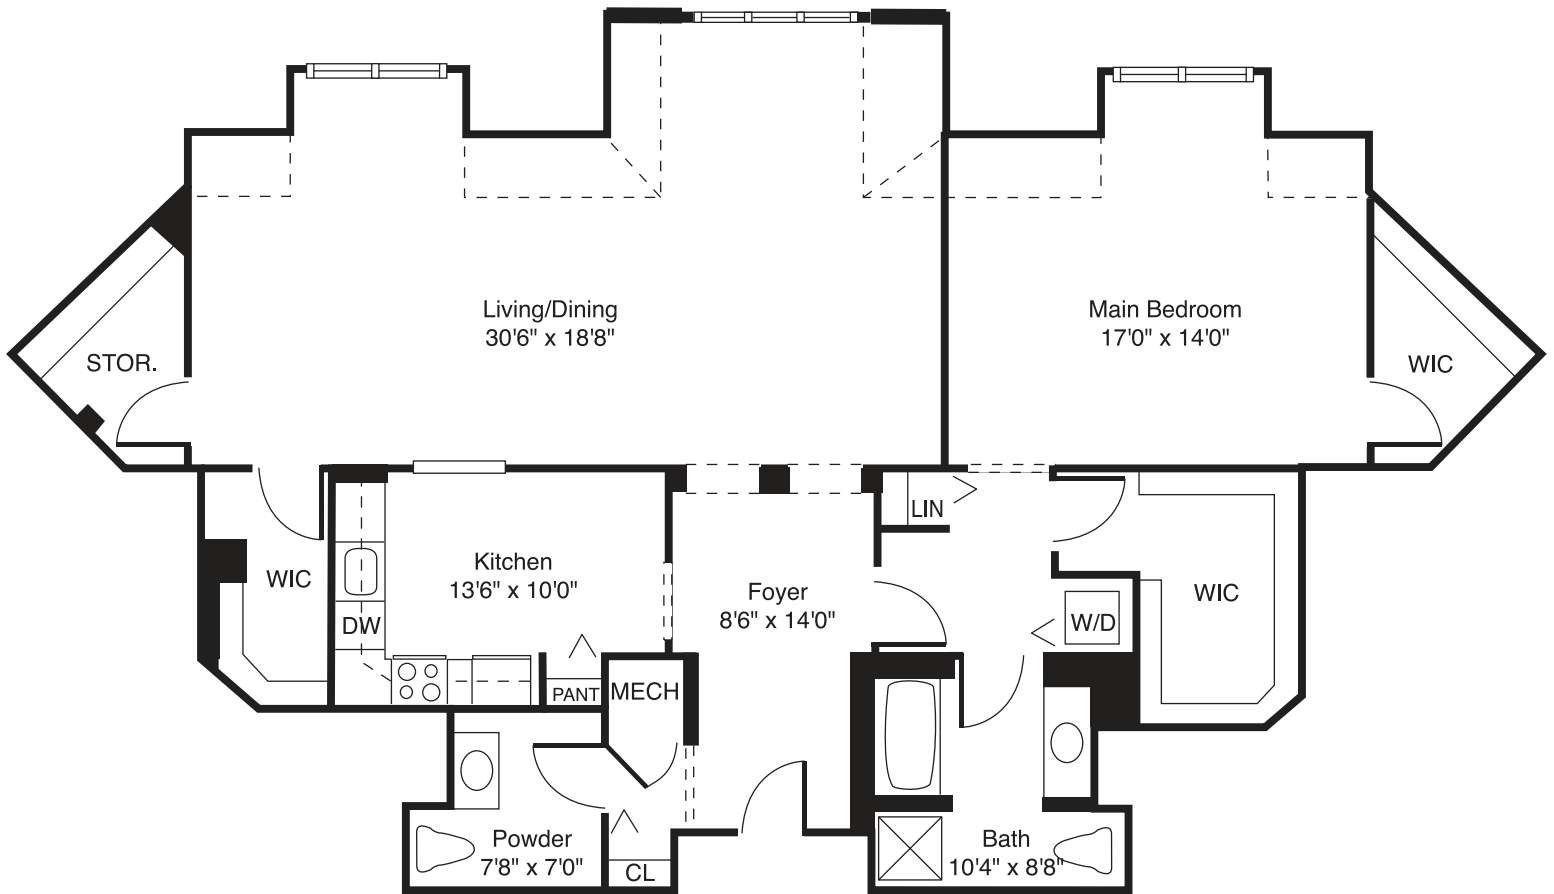 Living/Dining
30'6" x 18'8"
Main Bedroom
17'0" x 14'0"
STOR.
WIC
LIN
Kitchen
13'6" x 10'0"
WIC
Foyer
8'6" x 14'0"
WIC
DW
W/D
PANT
MECH
Powder
7'8" x 7'0"
CL
Bath
10'4" x 8'8"